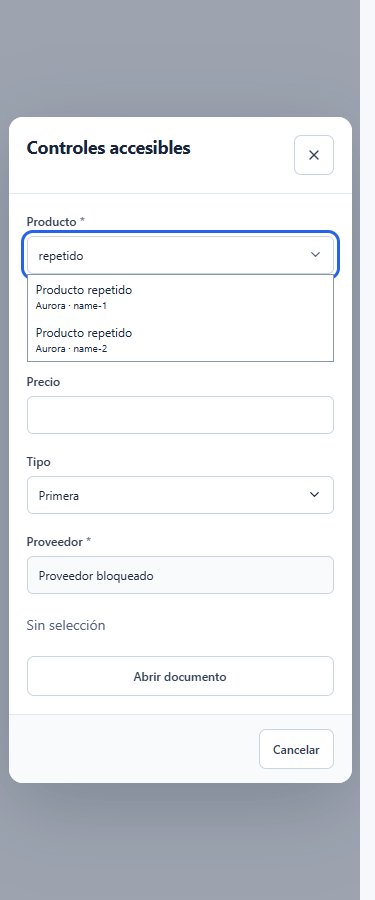 Controles accesibles
Producto *
repetido
Producto repetido
Aurora · name-1
Producto repetido
Aurora · name-2
Precio
Tipo
Primera
Proveedor *
Proveedor bloqueado
Sin selección
Abrir documento
Cancelar